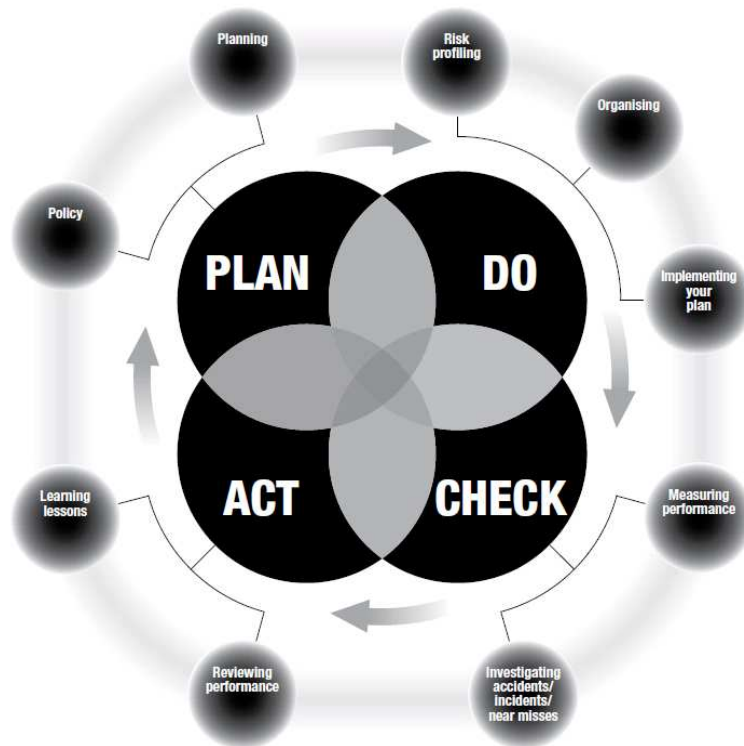 Planning
Risk
profiling
Organising
Policy
PLAN
DO
Implementing
your
plan
ACT
CHECK
Learning
lessons
Measuring
performance
Reviewing
performance
Investigating
accidents/
incidents/
near misses